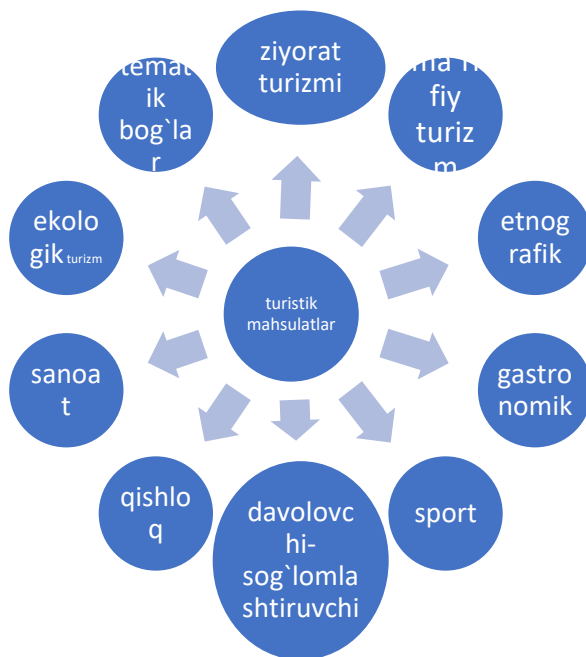 ziyorat
turizmi
fiy
turiz
m
etnog
rafik
gastro
nomik
sport
davolovc
hi-
sog`lomla
shtiruvchi
qishlo
q
sanoa
t
ekolo
gik turizm
temat
ik
bog`la
r
turistik
mahsulatlar